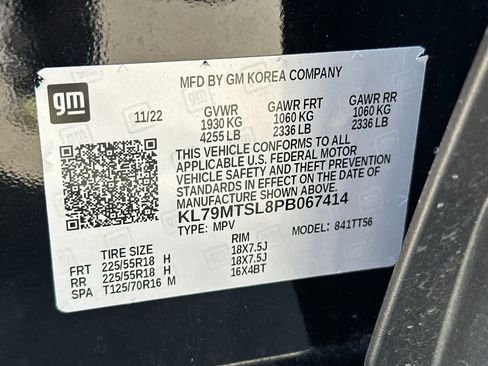 MFD BY GM KOREA COMPANY
gm
11/22 GVWR GAWR FRT GAWR RR
1930 KG 1060 KG 1060 KG
4255 LB 2336 LB 2336 LB
THIS VEHICLE CONFORMS TO ALL
APPLICABLE U.S. FEDERAL MOTOR
VEHICLE SAFETY AND THEFT PREVENTION
STANDARDS IN EFFECT ON THE DATE OF
MANUFACTURE SHOWN ABOVE.
KL79MTSL8PB067414
TYPE: MPV MODEL: 841TT56
TIRE SIZE RIM
FRT 225/55R18 H 18X7.5J
RR 225/55R18 H 18X7.5J
SPA T125/70R16 M 16X4BT